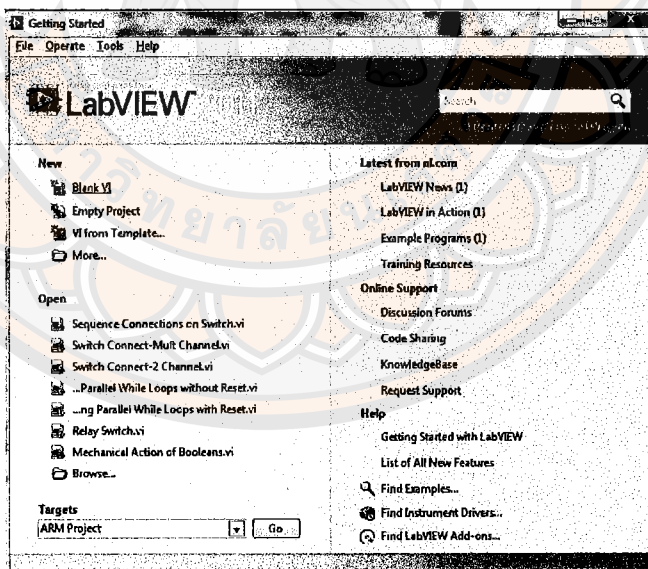 Getting Started
File Operate Tools Help
LabVIEW™
Search
New
Blank VI
Empty Project
VI from Template...
More...
Open
Sequence Connections on Switch.vi
Switch Connect-Mult Channel.vi
Switch Connect-2 Channel.vi
...Parallel While Loops without Reset.vi
...ng Parallel While Loops with Reset.vi
Relay Switch.vi
Mechanical Action of Booleans.vi
Browse...
Targets
ARM Project
Go
Latest from ni.com
LabVIEW News (1)
LabVIEW in Action (1)
Example Programs (1)
Training Resources
Online Support
Discussion Forums
Code Sharing
KnowledgeBase
Request Support
Help
Getting Started with LabVIEW
List of All New Features
Find Examples...
Find Instrument Drivers...
Find LabVIEW Add-ons...